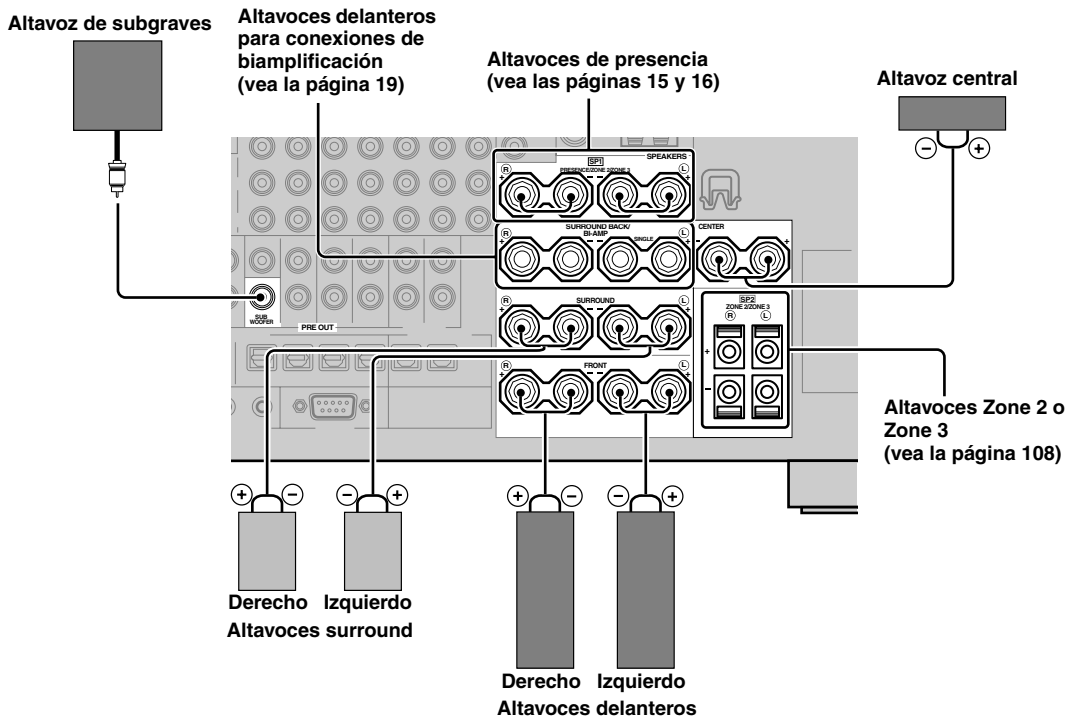 Altavoz de subgraves
Altavoces delanteros
para conexiones de
biamplificación
(vea la página 19)
Altavoces de presencia
(vea las páginas 15 y 16)
Altavoz central
SPEAKERS
SP1
PRESENCE/ZONE 2/ZONE 3
R
L
+
+
SURROUND BACK/
BI-AMP
SINGLE
R
L
+
+
CENTER
+
+
SURROUND
R
L
+
+
SP2
ZONE 2/ZONE 3
R
L
+
–
SUB
WOOFER
PRE OUT
FRONT
R
L
+
+
Altavoces Zone 2 o
Zone 3
(vea la página 108)
– +
+ – – +
+ – – +
Derecho Izquierdo
Altavoces surround
Derecho Izquierdo
Altavoces delanteros